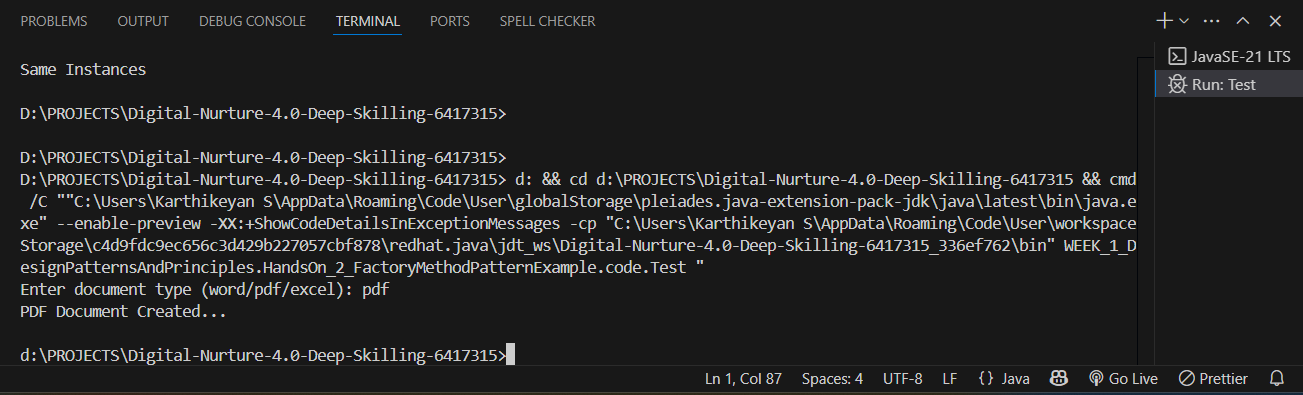 PROBLEMS OUTPUT DEBUG CONSOLE TERMINAL PORTS SPELL CHECKER
Same Instances
D:\PROJECTS\Digital-Nurture-4.0-Deep-Skilling-6417315>
D:\PROJECTS\Digital-Nurture-4.0-Deep-Skilling-6417315>
D:\PROJECTS\Digital-Nurture-4.0-Deep-Skilling-6417315> d: && cd d:\PROJECTS\Digital-Nurture-4.0-Deep-Skilling-6417315 && cmd
/C ""C:\Users\Karthikeyan S\AppData\Roaming\Code\User\globalStorage\pleiades.java-extension-pack-jdk\java\latest\bin\java.e
xe" --enable-preview -XX:+ShowCodeDetailsInExceptionMessages -cp "C:\Users\Karthikeyan S\AppData\Roaming\Code\User\workspace
Storage\c4d9fdc9ec656c3d429b227057cbf878\redhat.java\jdt_ws\Digital-Nurture-4.0-Deep-Skilling-6417315_336ef762\bin" WEEK_1_D
esignPatternsAndPrinciples.HandsOn_2_FactoryMethodPatternExample.code.Test "
Enter document type (word/pdf/excel): pdf
PDF Document Created...
d:\PROJECTS\Digital-Nurture-4.0-Deep-Skilling-6417315>
JavaSE-21 LTS
Run: Test
Ln 1, Col 87 Spaces: 4 UTF-8 LF {} Java Go Live Prettier